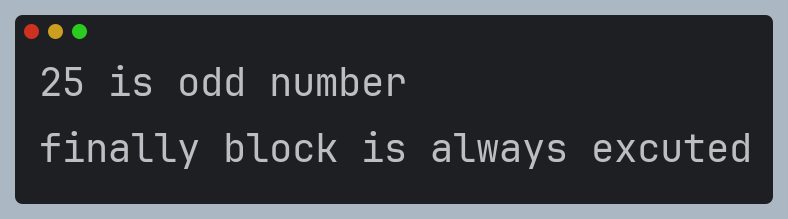 25 is odd number
finally block is always excuted